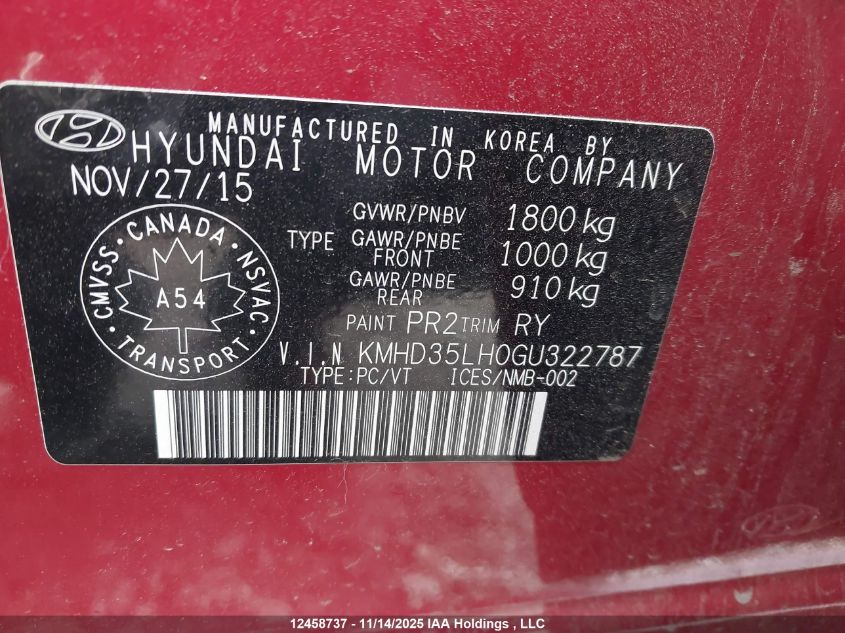 MANUFACTURED IN KOREA BY
HYUNDAI MOTOR COMPANY
NOV/27/15
GVWR/PNBV 1800 kg
TYPE GAWR/PNBE FRONT 1000 kg
GAWR/PNBE REAR 910 kg
PAINT PR2 TRIM RY
V.I.N KMHD35LH0GU322787
TYPE:PC/VT ICES/NMB-002
CMVSS · CANADA · NSVAC · TRANSPORT ·
A54
12458737 - 11/14/2025 IAA Holdings , LLC